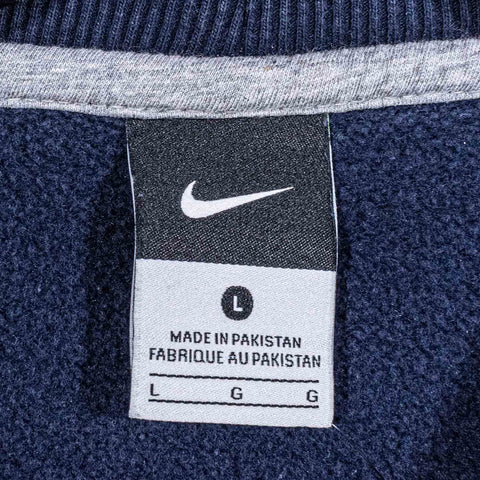 L
MADE IN PAKISTAN
FABRIQUE AU PAKISTAN
L G G